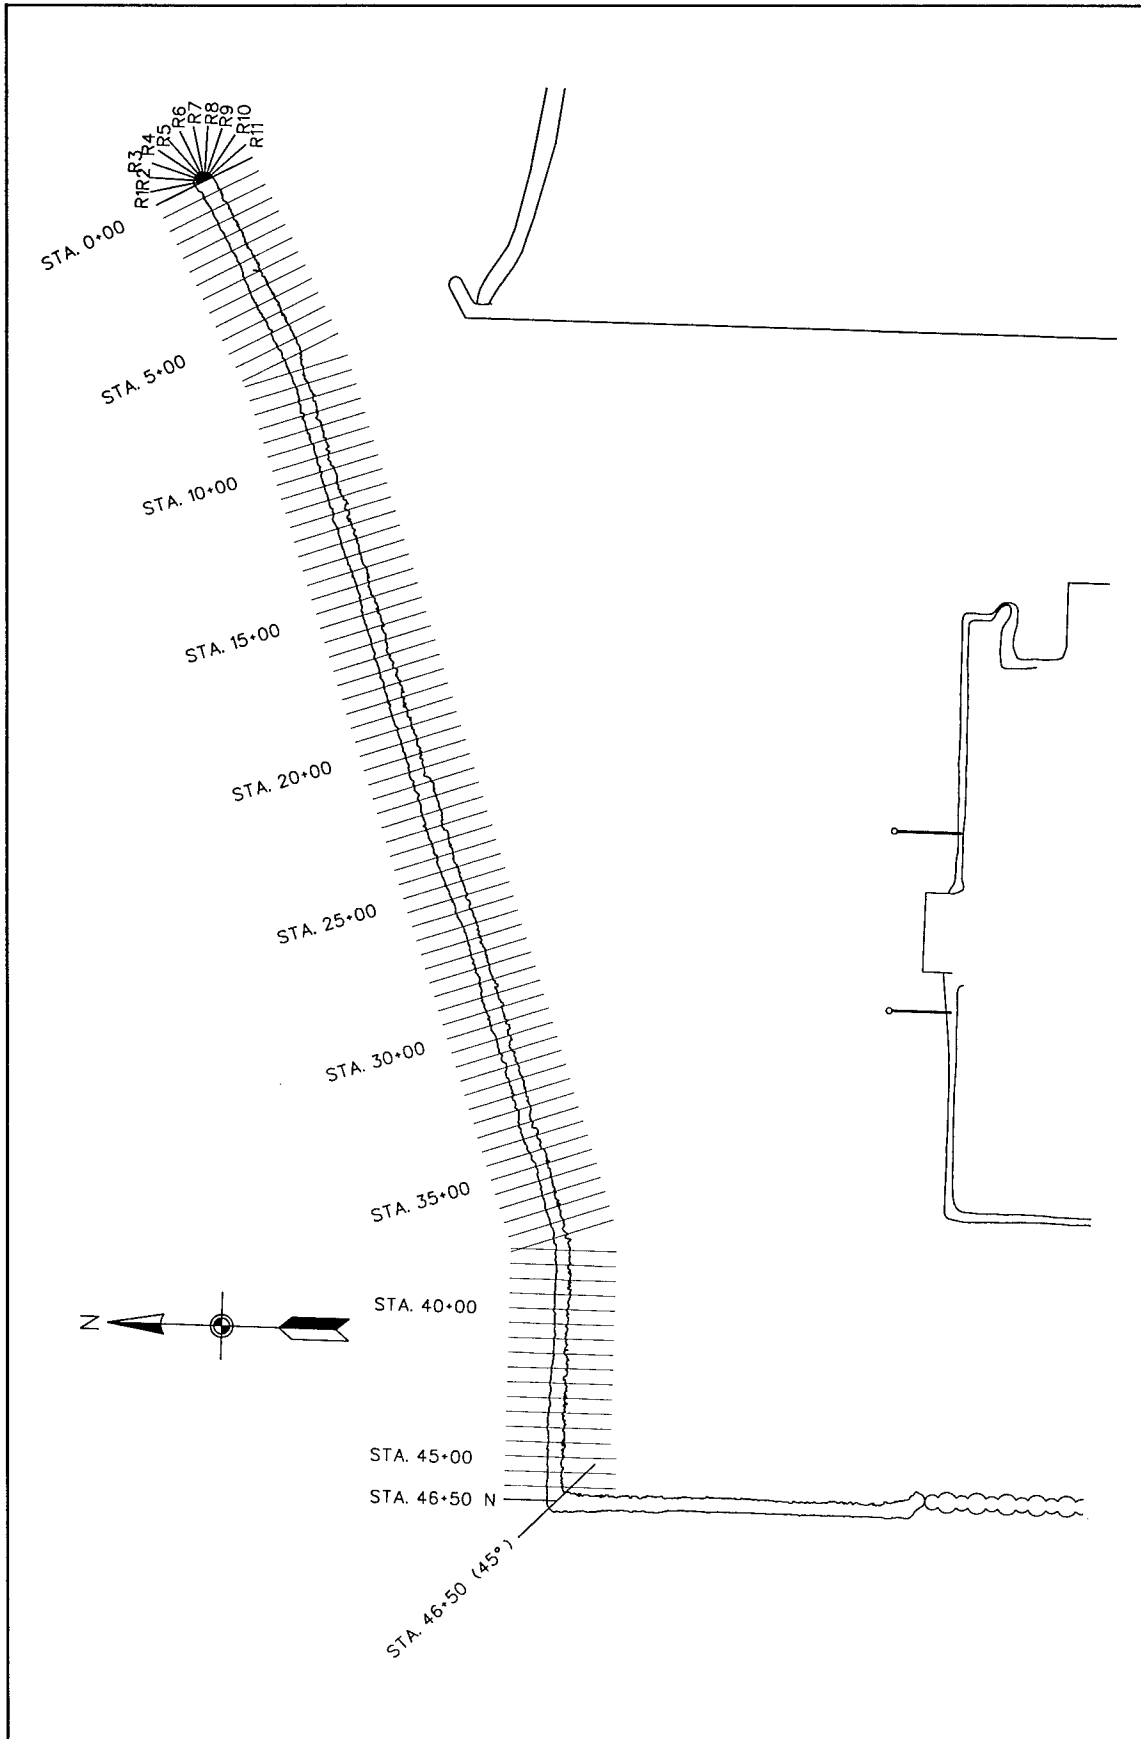 R1
R2
R3
R4
R5
R6
R7
R8
R9
R10
R11
STA. 0+00
STA. 5+00
STA. 10+00
STA. 15+00
STA. 20+00
STA. 25+00
STA. 30+00
STA. 35+00
N
STA. 40+00
STA. 45+00
STA. 46+50 N
STA. 46+50 (45°)